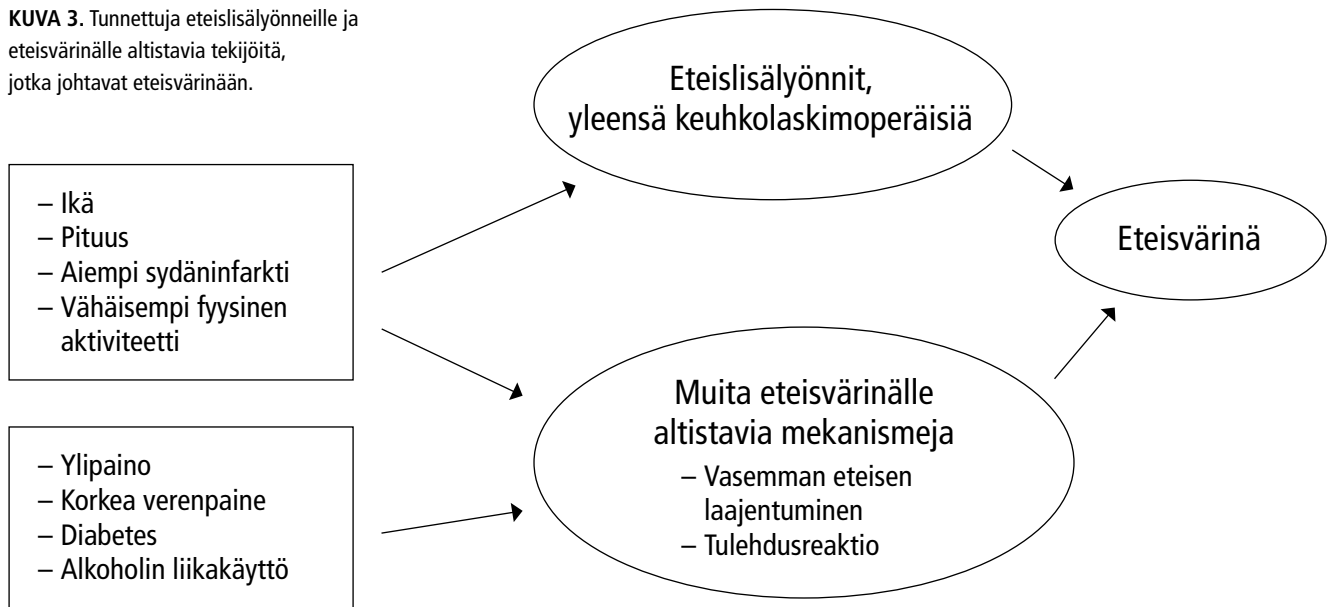 KUVA 3. Tunnettuja eteislisälyönneille ja
eteisvärinälle altistavia tekijöitä,
jotka johtavat eteisvärinään.
– Ikä
– Pituus
– Aiempi sydäninfarkti
– Vähäisempi fyysinen
aktiviteetti
– Ylipaino
– Korkea verenpaine
– Diabetes
– Alkoholin liikakäyttö
Eteislisälyönnit,
yleensä keuhkolaskimoperäisiä
Muita eteisvärinälle
altistavia mekanismeja
– Vasemman eteisen
laajentuminen
– Tulehdusreaktio
Eteisvärinä